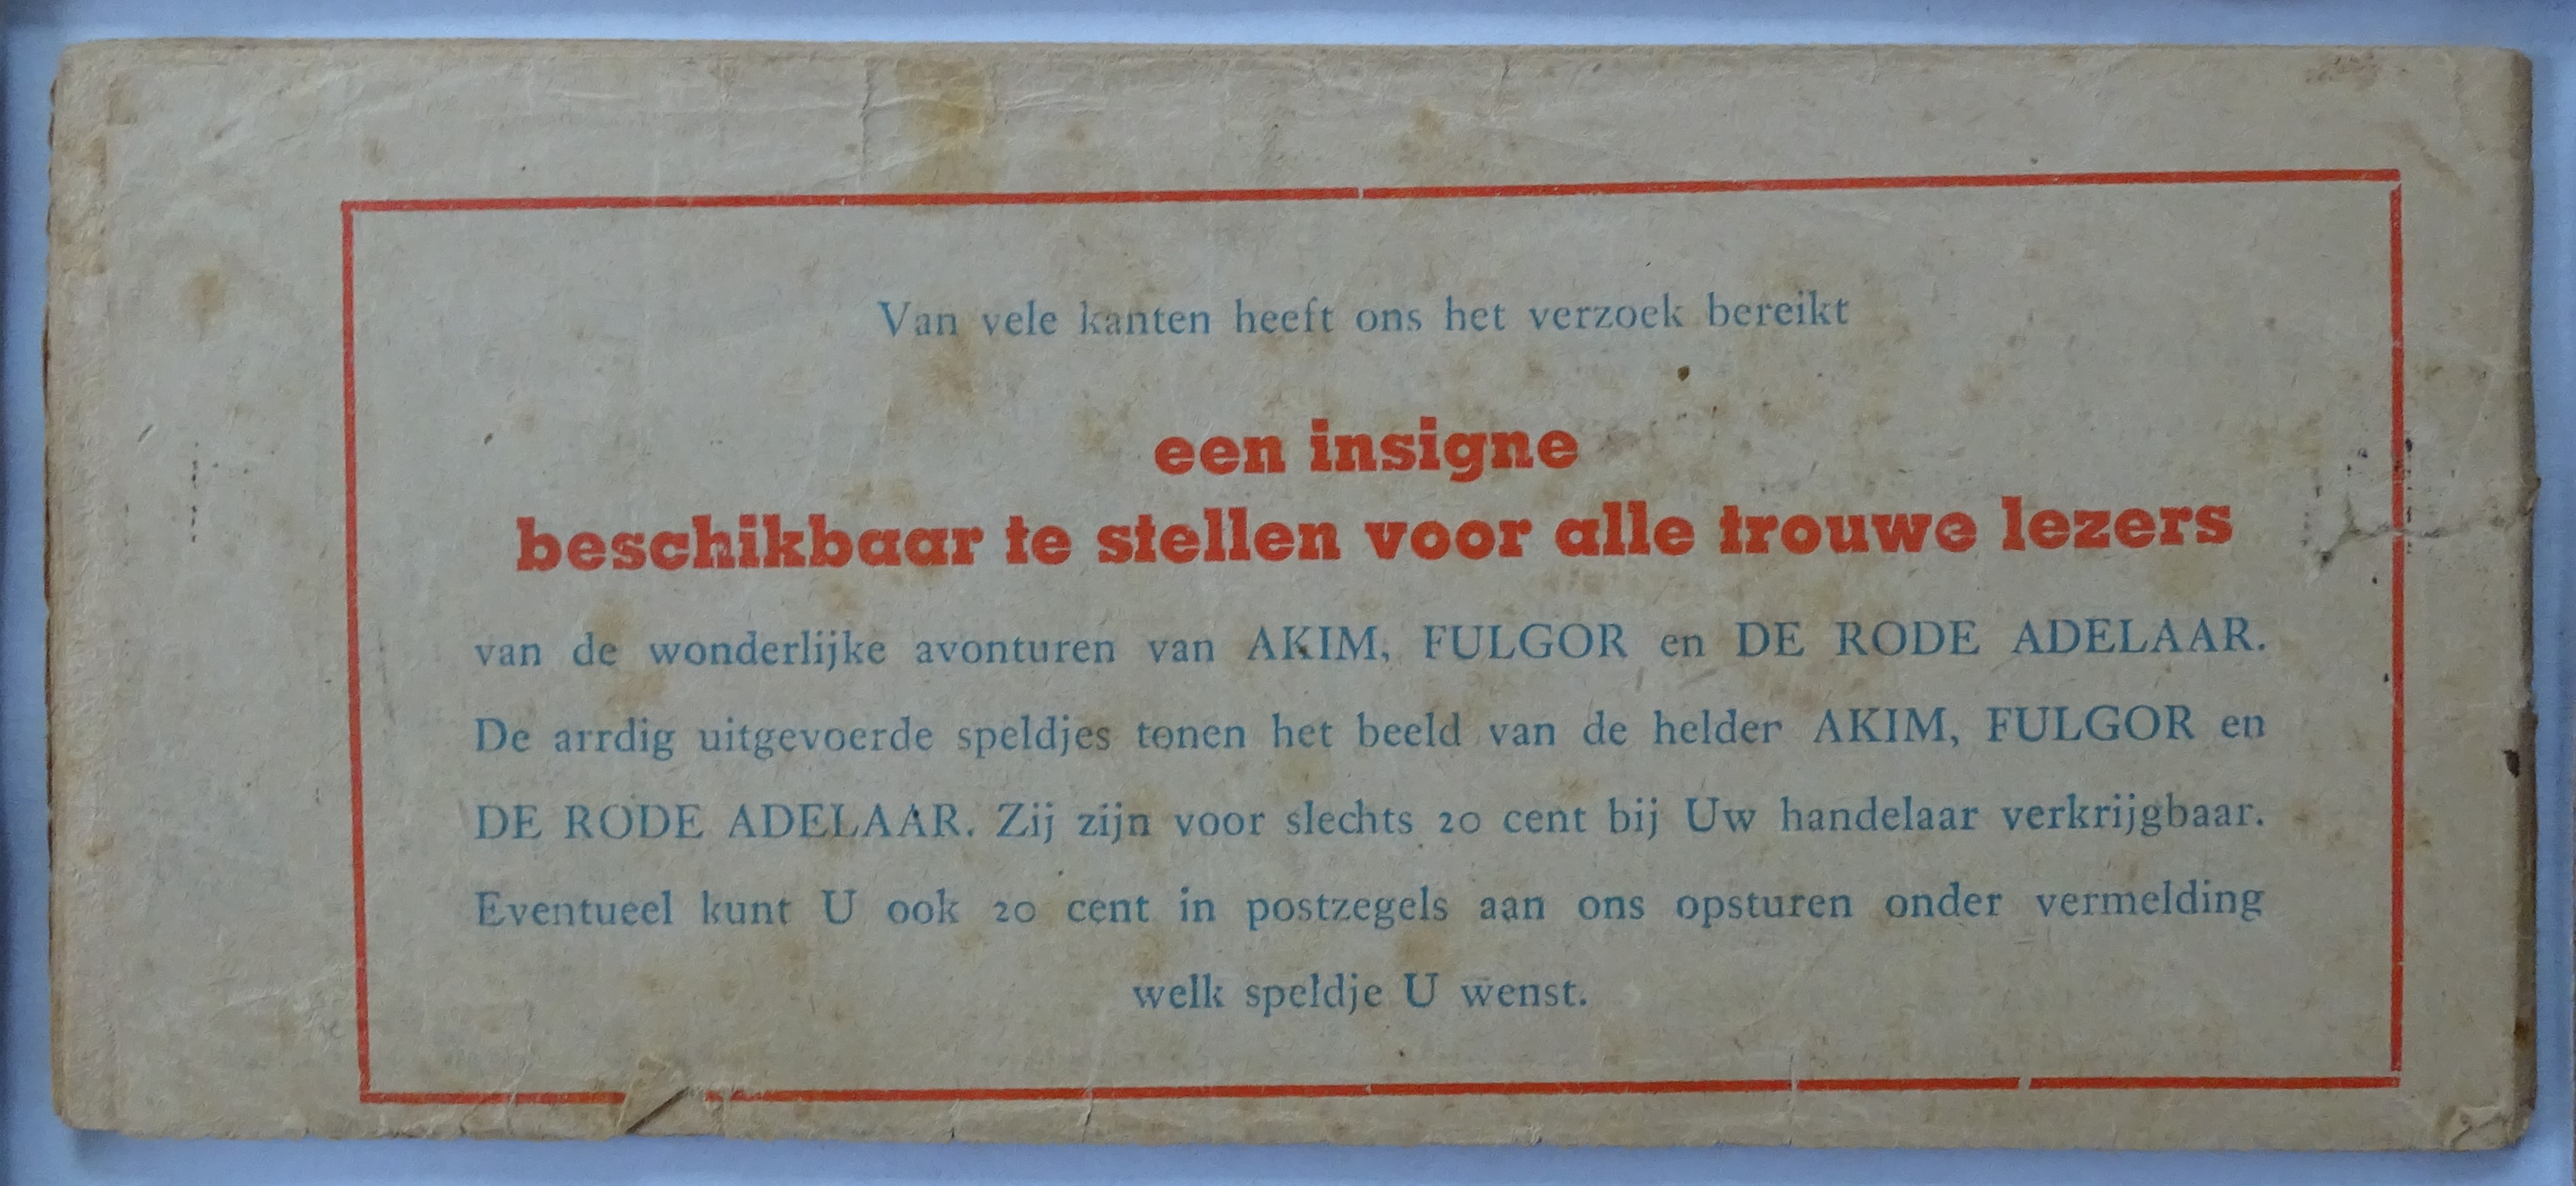 Van vele kanten heeft ons het verzoek bereikt
een insigne
beschikbaar te stellen voor alle trouwe lezers
van de wonderlijke avonturen van AKIM, FULGOR en DE RODE ADELAAR.
De arrdig uitgevoerde speldjes tonen het beeld van de helder AKIM, FULGOR en
DE RODE ADELAAR. Zij zijn voor slechts 20 cent bij Uw handelaar verkrijgbaar.
Eventueel kunt U ook 20 cent in postzegels aan ons opsturen onder vermelding
welk speldje U wenst.